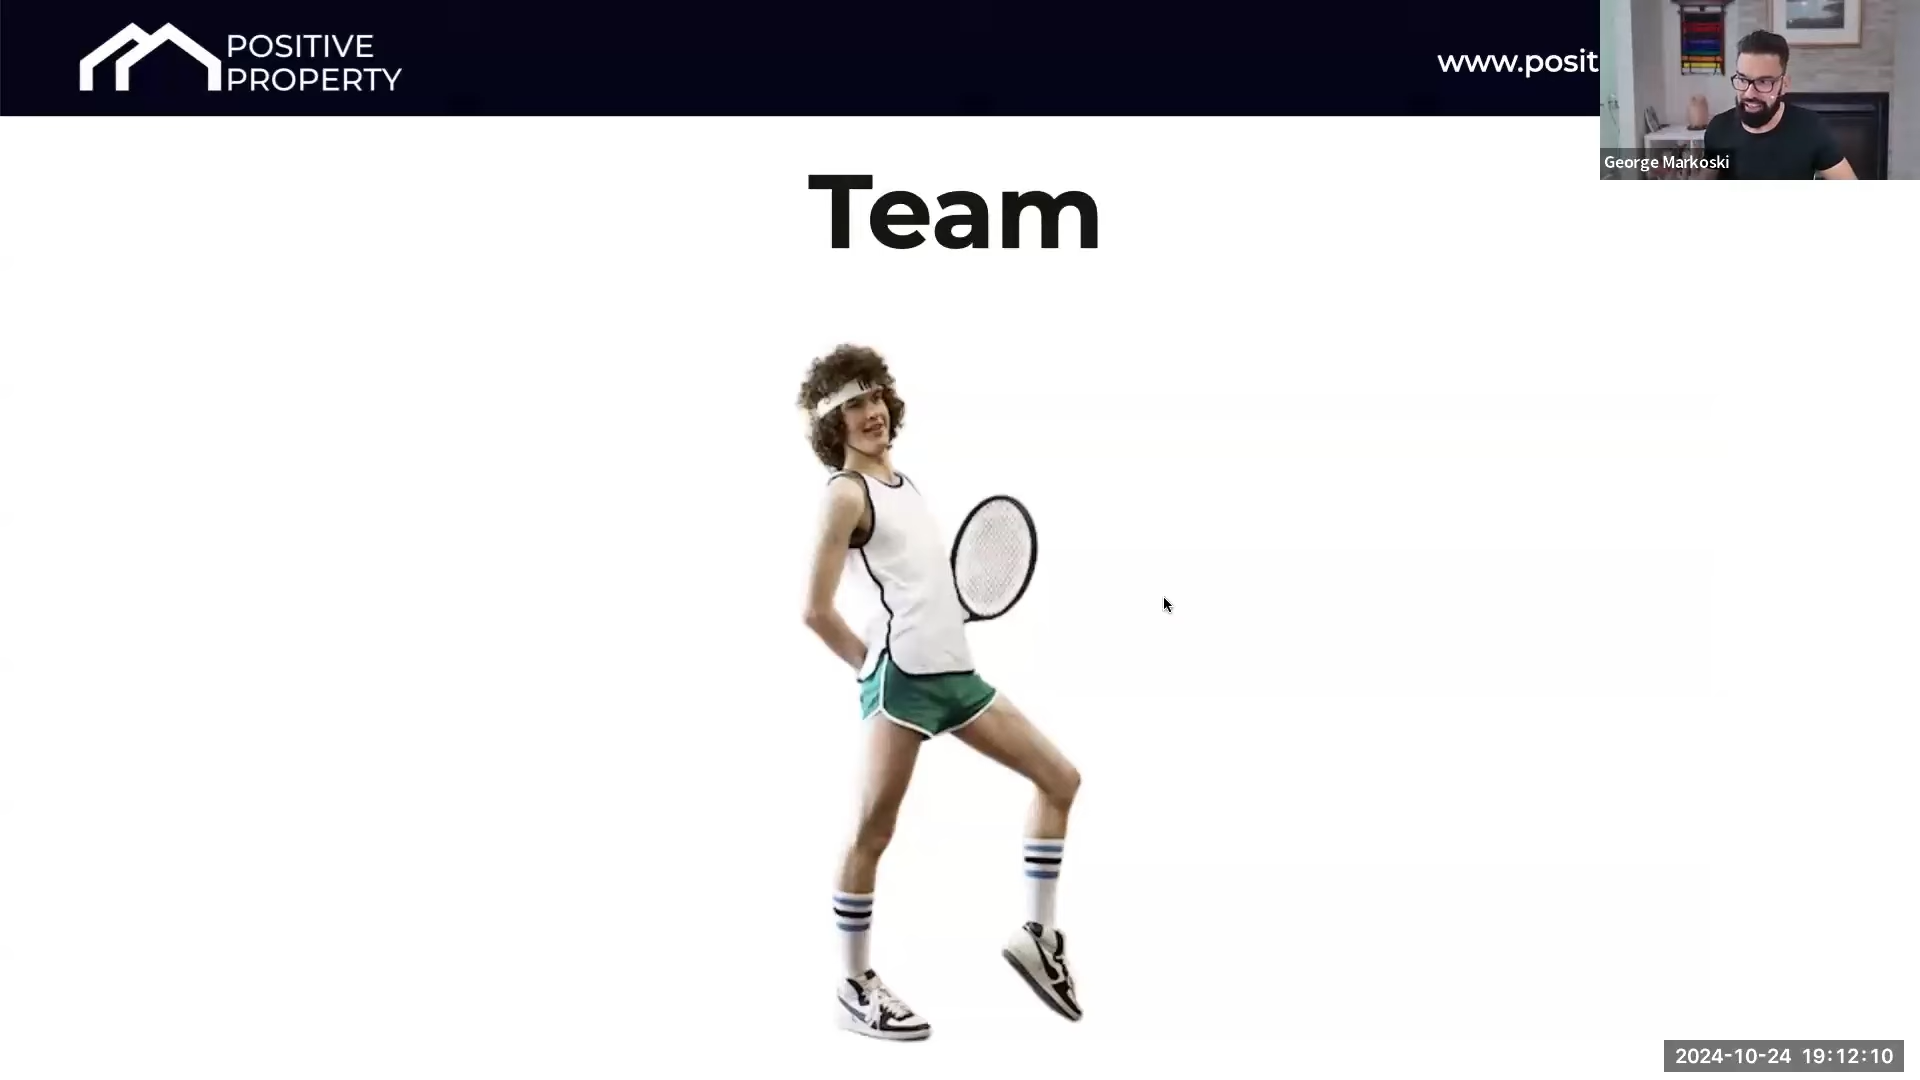 POSITIVE
PROPERTY
www.posit
George Markoski
Team
2024-10-24 19:12:10